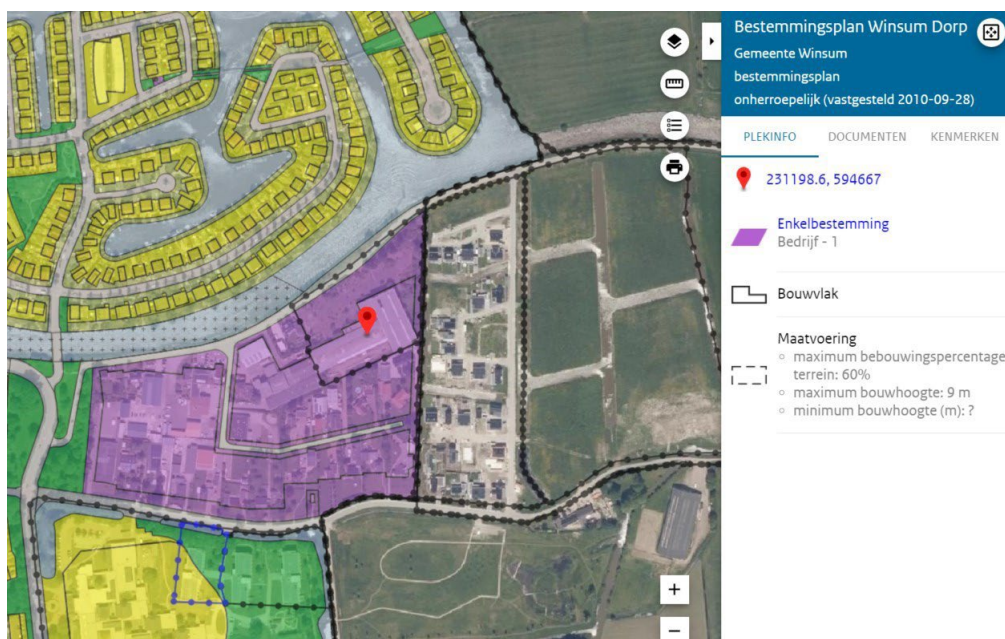 Bestemmingsplan Winsum Dorp
Gemeente Winsum
bestemmingsplan
onherroepelijk (vastgesteld 2010-09-28)
PLEKINFO DOCUMENTEN KENMERKEN
231198.6, 594667
Enkelbestemming
Bedrijf - 1
Bouwvlak
Maatvoering
maximum bebouwingspercentage
terrein: 60%
maximum bouwhoogte: 9 m
minimum bouwhoogte (m): ?